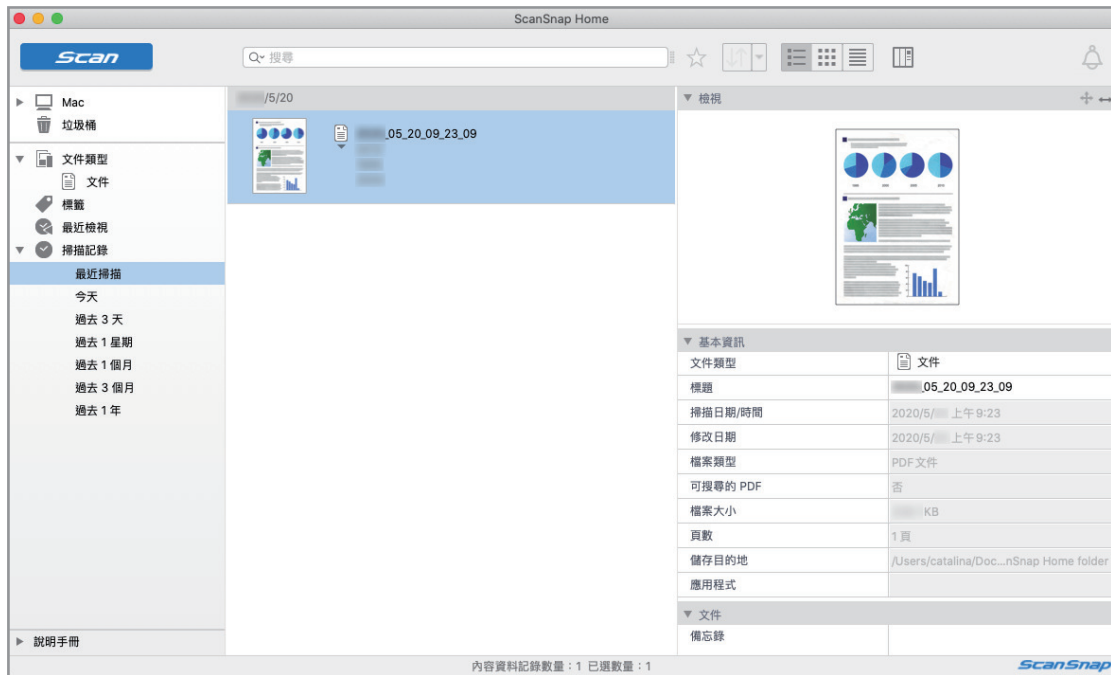 ScanSnap Home
Scan
搜尋
Mac
垃圾桶
文件類型
文件
標籤
最近檢視
掃描記錄
最近掃描
今天
過去 3 天
過去 1 星期
過去 1 個月
過去 3 個月
過去 1 年
說明手冊
/5/20
_05_20_09_23_09
檢視
基本資訊
文件類型 文件
標題 _05_20_09_23_09
掃描日期/時間 2020/5/ 上午 9:23
修改日期 2020/5/ 上午 9:23
檔案類型 PDF 文件
可搜尋的 PDF 否
檔案大小 KB
頁數 1 頁
儲存目的地 /Users/catalina/Doc...nSnap Home folder
應用程式
文件
備忘錄
內容資料記錄數量：1 已選數量：1
ScanSnap